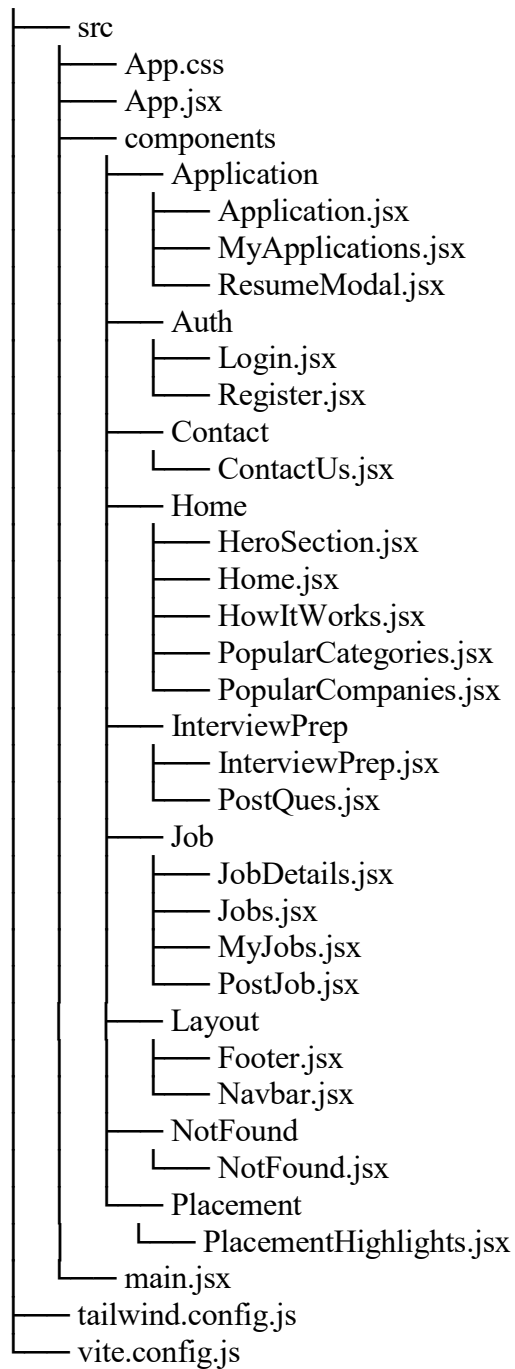 src
App.css
App.jsx
components
Application
Application.jsx
MyApplications.jsx
ResumeModal.jsx
Auth
Login.jsx
Register.jsx
Contact
ContactUs.jsx
Home
HeroSection.jsx
Home.jsx
HowItWorks.jsx
PopularCategories.jsx
PopularCompanies.jsx
InterviewPrep
InterviewPrep.jsx
PostQues.jsx
Job
JobDetails.jsx
Jobs.jsx
MyJobs.jsx
PostJob.jsx
Layout
Footer.jsx
Navbar.jsx
NotFound
NotFound.jsx
Placement
PlacementHighlights.jsx
main.jsx
tailwind.config.js
vite.config.js